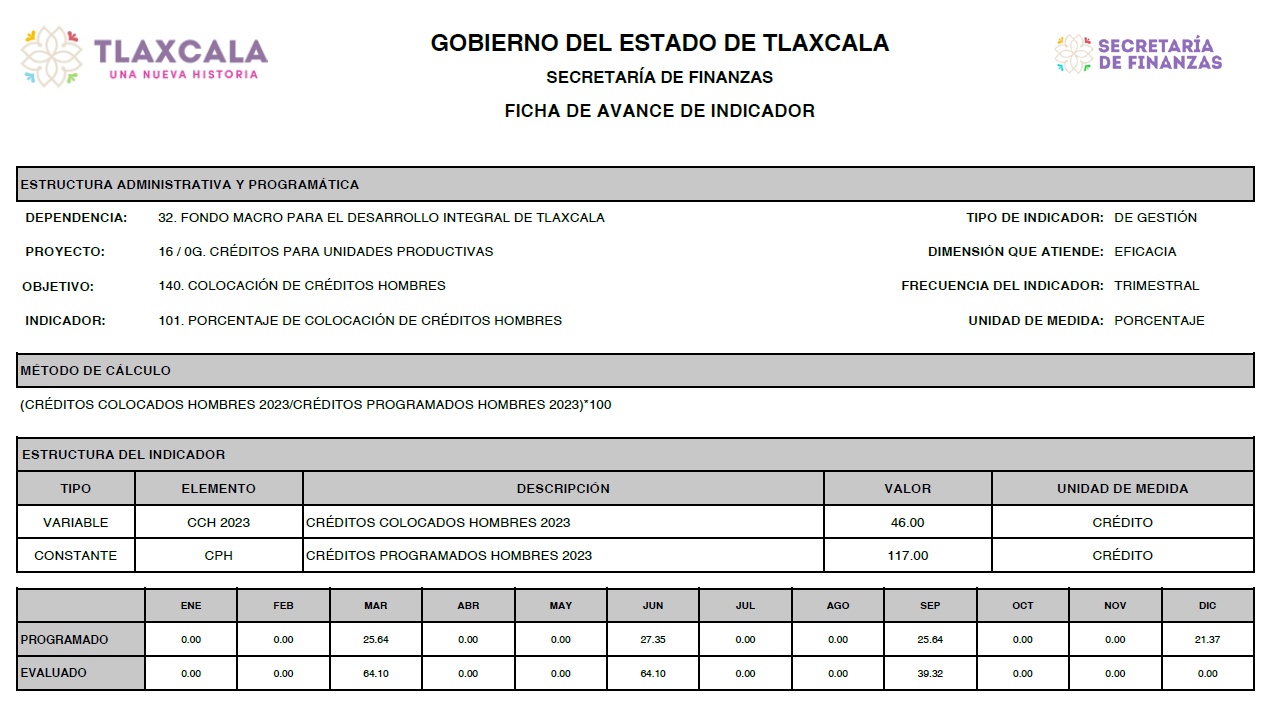 TLAXCALA
UNA NUEVA HISTORIA
GOBIERNO DEL ESTADO DE TLAXCALA
SECRETARÍA DE FINANZAS
FICHA DE AVANCE DE INDICADOR
SECRETARÍA
DE FINANZAS
ESTRUCTURA ADMINISTRATIVA Y PROGRAMÁTICA
DEPENDENCIA: 32. FONDO MACRO PARA EL DESARROLLO INTEGRAL DE TLAXCALA TIPO DE INDICADOR: DE GESTIÓN
PROYECTO: 16 / 0G. CRÉDITOS PARA UNIDADES PRODUCTIVAS DIMENSIÓN QUE ATIENDE: EFICACIA
OBJETIVO: 140. COLOCACIÓN DE CRÉDITOS HOMBRES FRECUENCIA DEL INDICADOR: TRIMESTRAL
INDICADOR: 101. PORCENTAJE DE COLOCACIÓN DE CRÉDITOS HOMBRES UNIDAD DE MEDIDA: PORCENTAJE
MÉTODO DE CÁLCULO
(CRÉDITOS COLOCADOS HOMBRES 2023/CRÉDITOS PROGRAMADOS HOMBRES 2023)*100
ESTRUCTURA DEL INDICADOR
TIPO ELEMENTO DESCRIPCIÓN VALOR UNIDAD DE MEDIDA
VARIABLE CCH 2023 CRÉDITOS COLOCADOS HOMBRES 2023 46.00 CRÉDITO
CONSTANTE CPH CRÉDITOS PROGRAMADOS HOMBRES 2023 117.00 CRÉDITO
ENE FEB MAR ABR MAY JUN JUL AGO SEP OCT NOV DIC
PROGRAMADO 0.00 0.00 25.64 0.00 0.00 27.35 0.00 0.00 25.64 0.00 0.00 21.37
EVALUADO 0.00 0.00 64.10 0.00 0.00 64.10 0.00 0.00 39.32 0.00 0.00 0.00